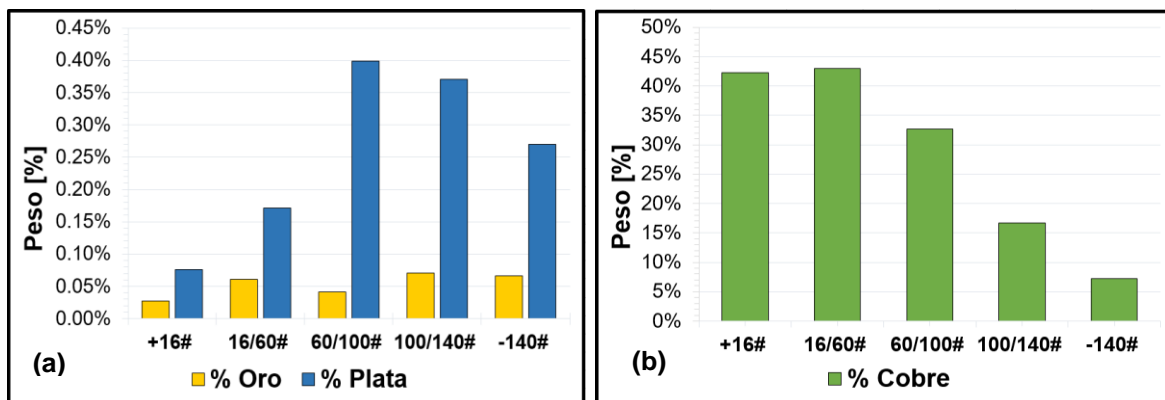 0.45%
0.40%
0.35%
0.30%
0.25%
0.20%
0.15%
0.10%
0.05%
0.00%
Peso [%]
+16# 16/60# 60/100# 100/140# -140#
(a)
% Oro % Plata
50%
45%
40%
35%
30%
25%
20%
15%
10%
5%
0%
Peso [%]
+16# 16/60# 60/100# 100/140# -140#
(b)
% Cobre